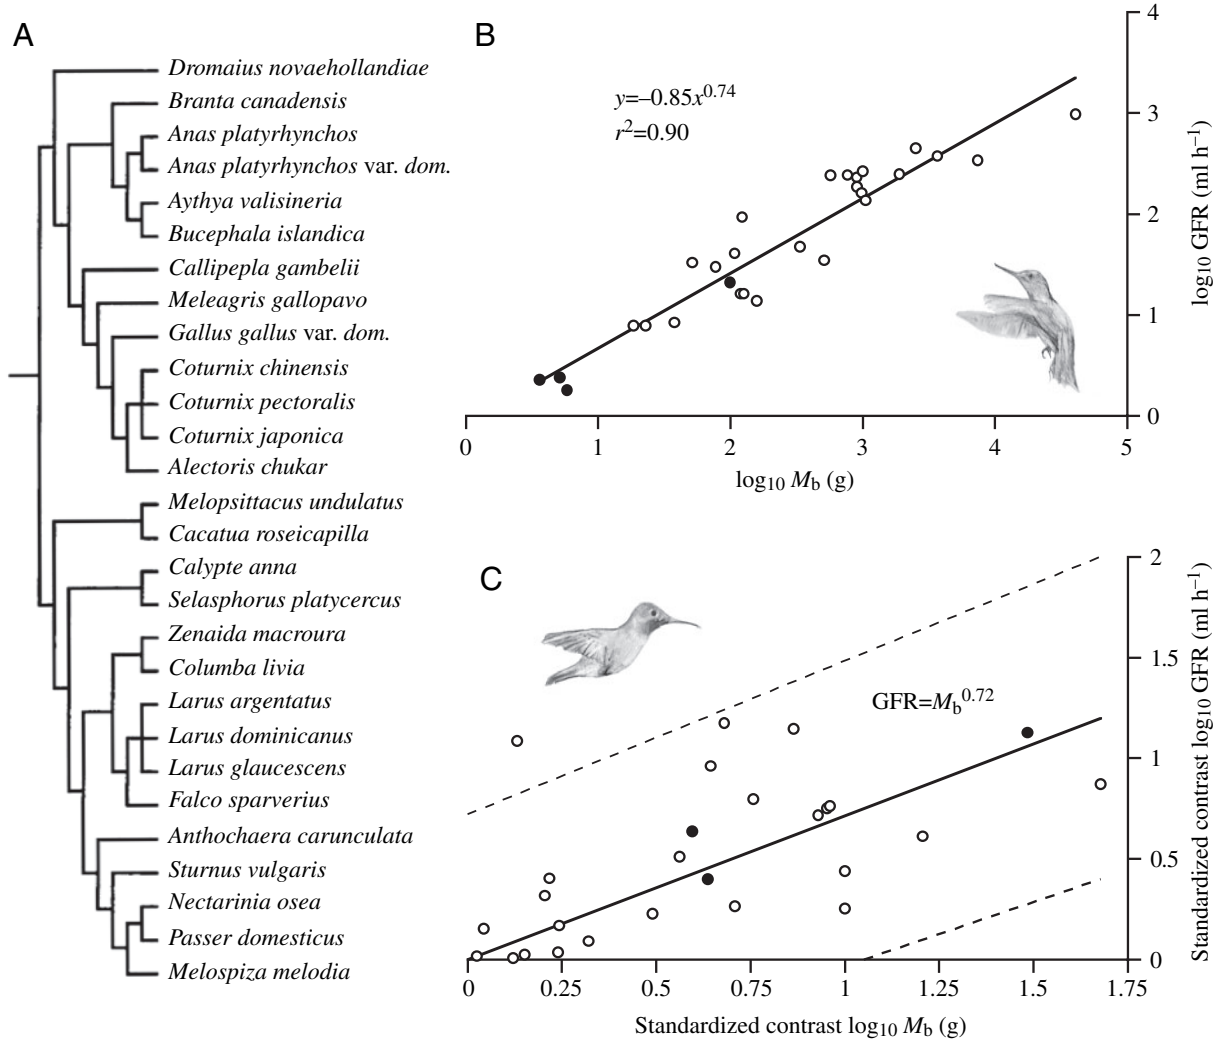 A
Dromaius novaehollandiae
Branta canadensis
Anas platyrhynchos
Anas platyrhynchos var. dom.
Aythya valisineria
Bucephala islandica
Callipepla gambelii
Meleagris gallopavo
Gallus gallus var. dom.
Coturnix chinensis
Coturnix pectoralis
Coturnix japonica
Alectoris chukar
Melopsittacus undulatus
Cacatua roseicapilla
Calypte anna
Selasphorus platycercus
Zenaida macroura
Columba livia
Larus argentatus
Larus dominicanus
Larus glaucescens
Falco sparverius
Anthochaera carunculata
Sturnus vulgaris
Nectarinia osea
Passer domesticus
Melospiza melodia
B
y=–0.85x^0.74
r^2=0.90
4
3
2
1
0
log10 GFR (ml h^–1)
0 1 2 3 4 5
log10 Mb (g)
C
GFR=Mb^0.72
2
1.5
1
0.5
0
Standardized contrast log10 GFR (ml h^–1)
0 0.25 0.5 0.75 1 1.25 1.5 1.75
Standardized contrast log10 Mb (g)